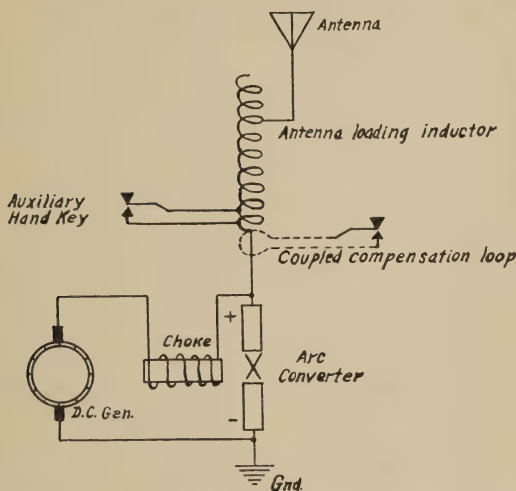 Antenna
Antenna loading inductor
Auxiliary
Hand Key
Coupled compensation loop
+
Choke
Arc
Converter
D.C. Gen.
-
Gnd.